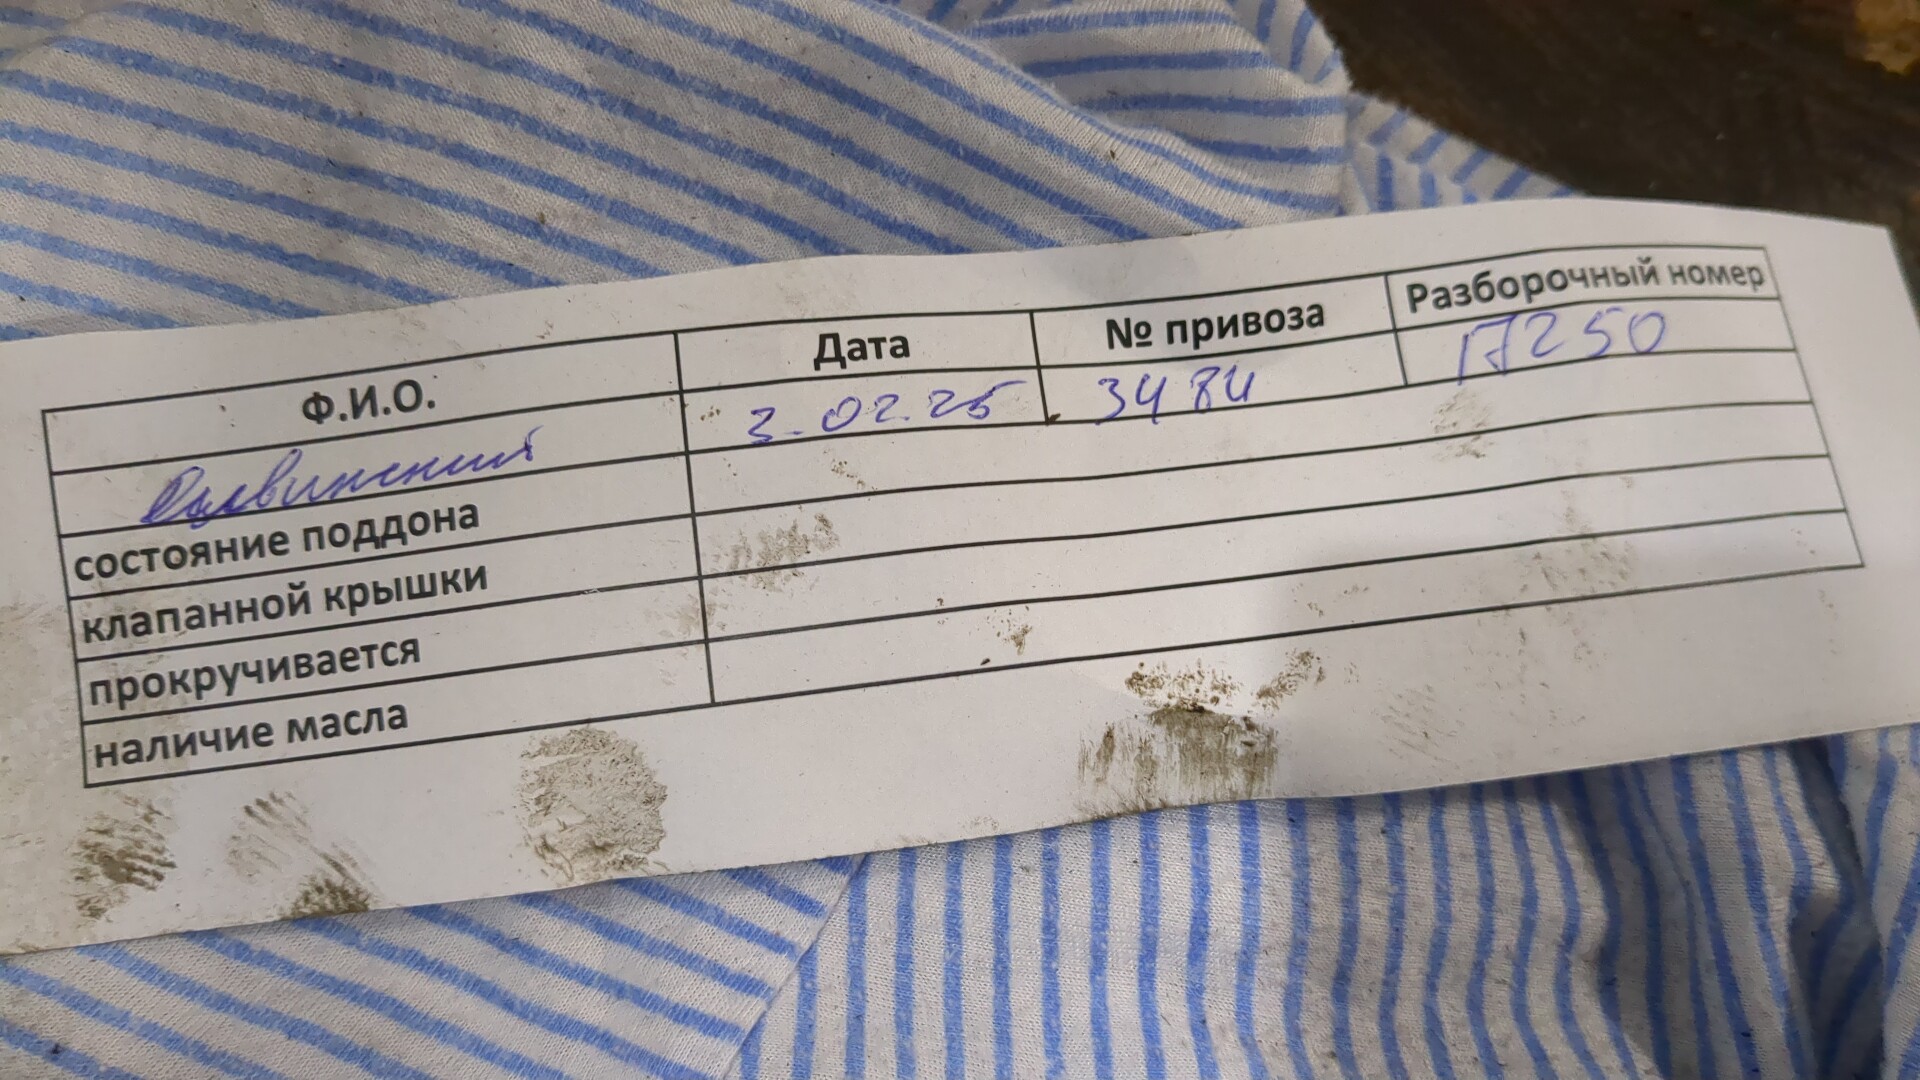 Ф.И.О. Дата № привоза Разборочный номер
3.02.25 3484 17250
состояние поддона
клапанной крышки
прокручивается
наличие масла